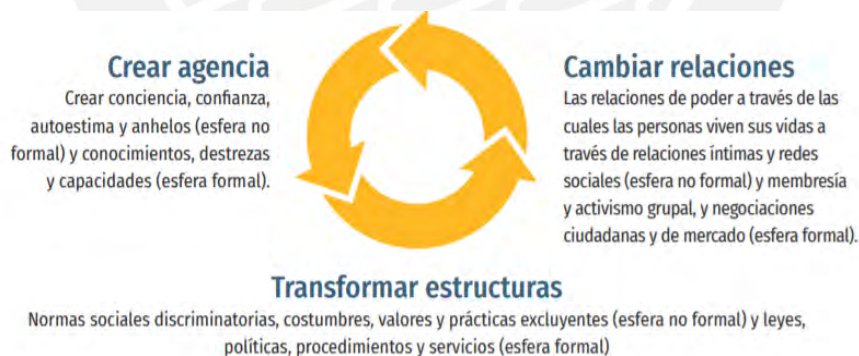 Crear agencia
Crear conciencia, confianza,
autoestima y anhelos (esfera no
formal) y conocimientos, destrezas
y capacidades (esfera formal).
Cambiar relaciones
Las relaciones de poder a través de las
cuales las personas viven sus vidas a
través de relaciones íntimas y redes
sociales (esfera no formal) y membresía
y activismo grupal, y negociaciones
ciudadanas y de mercado (esfera formal).
Transformar estructuras
Normas sociales discriminatorias, costumbres, valores y prácticas excluyentes (esfera no formal) y leyes,
políticas, procedimientos y servicios (esfera formal)